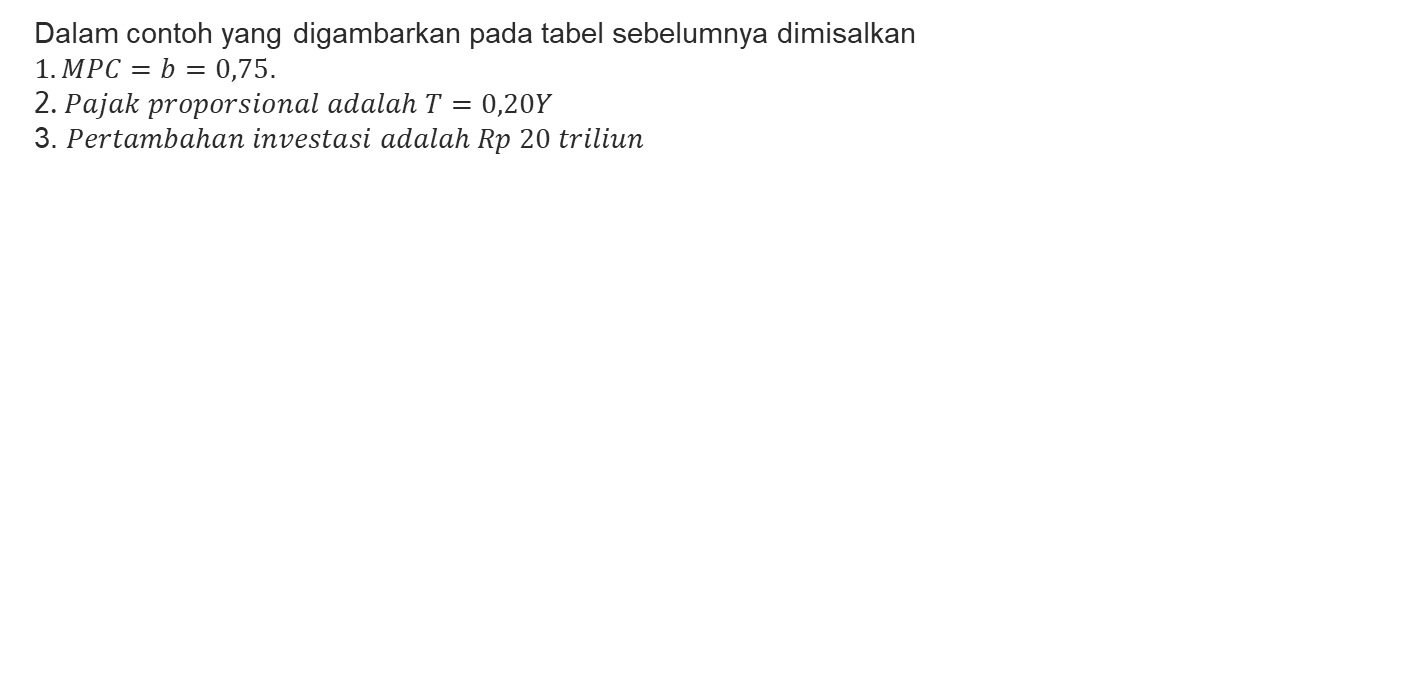 Dalam contoh yang digambarkan pada tabel sebelumnya dimisalkan
1. MPC = b = 0,75.
2. Pajak proporsional adalah T = 0,20Y
3. Pertambahan investasi adalah Rp 20 triliun